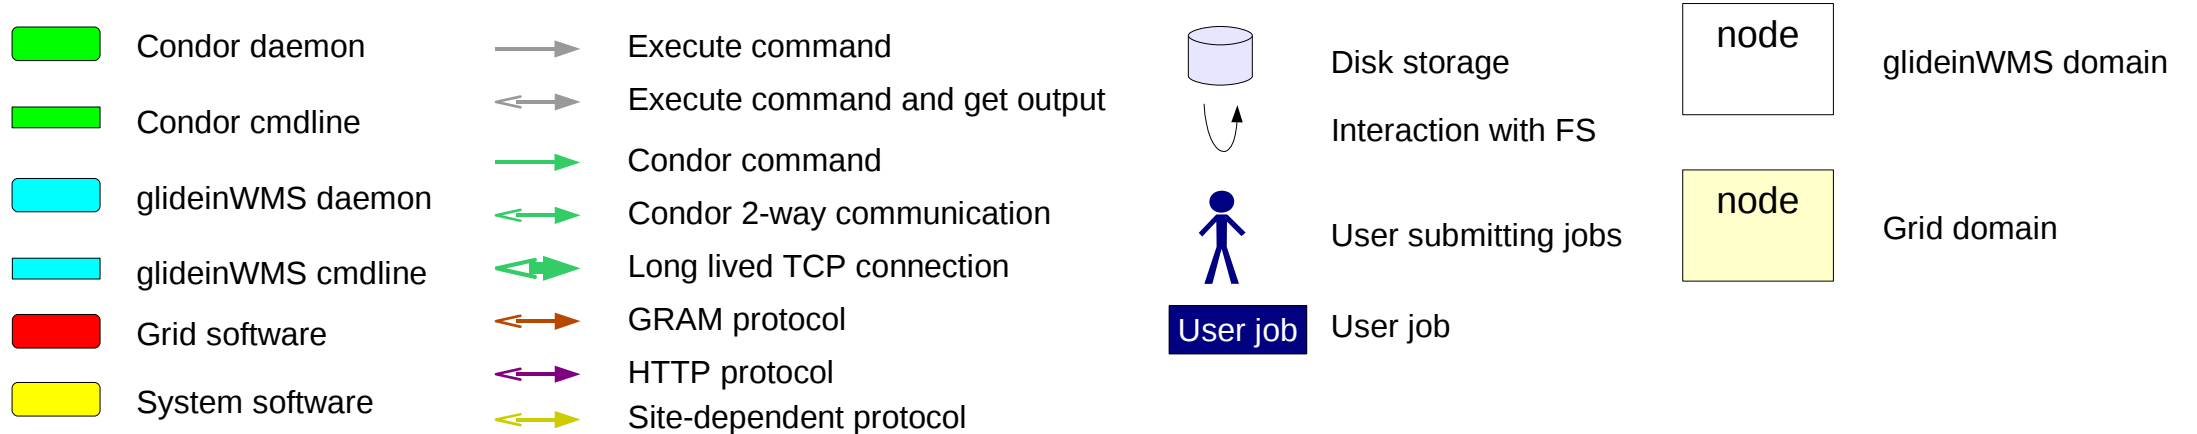 Condor daemon
Condor cmdline
glideinWMS daemon
glideinWMS cmdline
Grid software
System software
Execute command
Execute command and get output
Condor command
Condor 2-way communication
Long lived TCP connection
GRAM protocol
HTTP protocol
Site-dependent protocol
Disk storage
Interaction with FS
User submitting jobs
User job
User job
node
glideinWMS domain
node
Grid domain